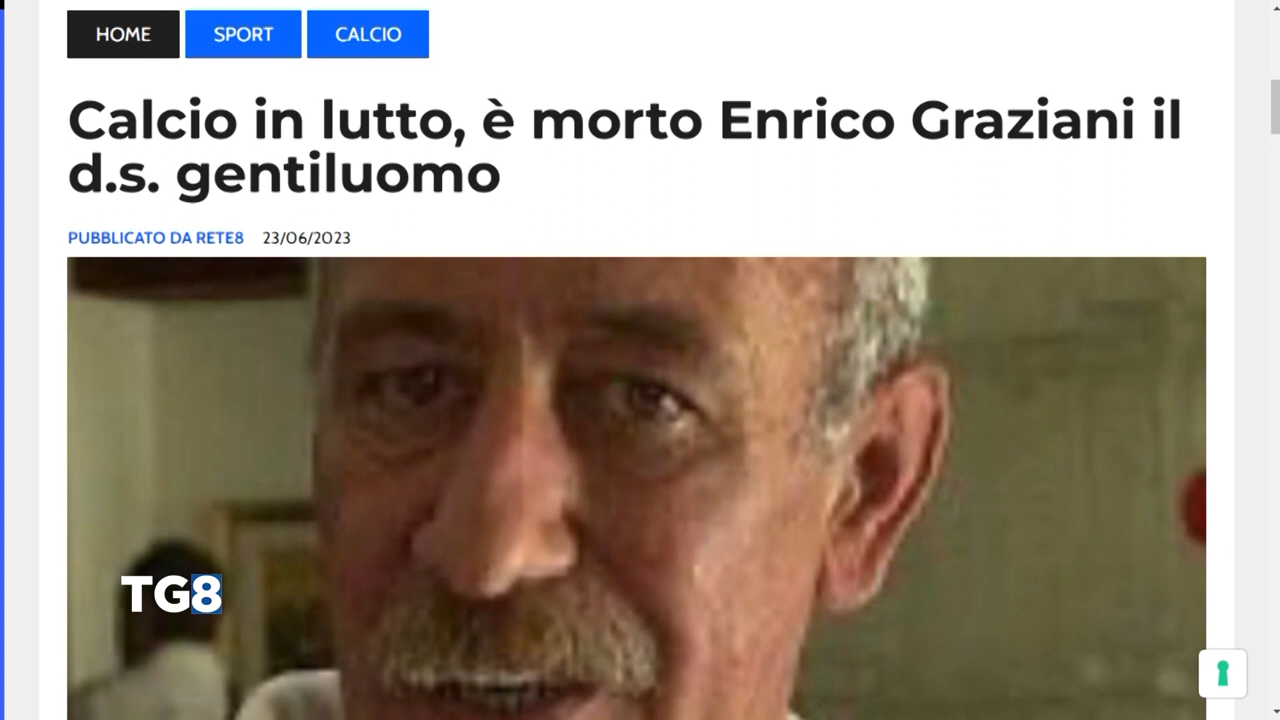 HOME SPORT CALCIO
Calcio in lutto, è morto Enrico Graziani il
d.s. gentiluomo
PUBBLICATO DA RETE8 23/06/2023
TG8